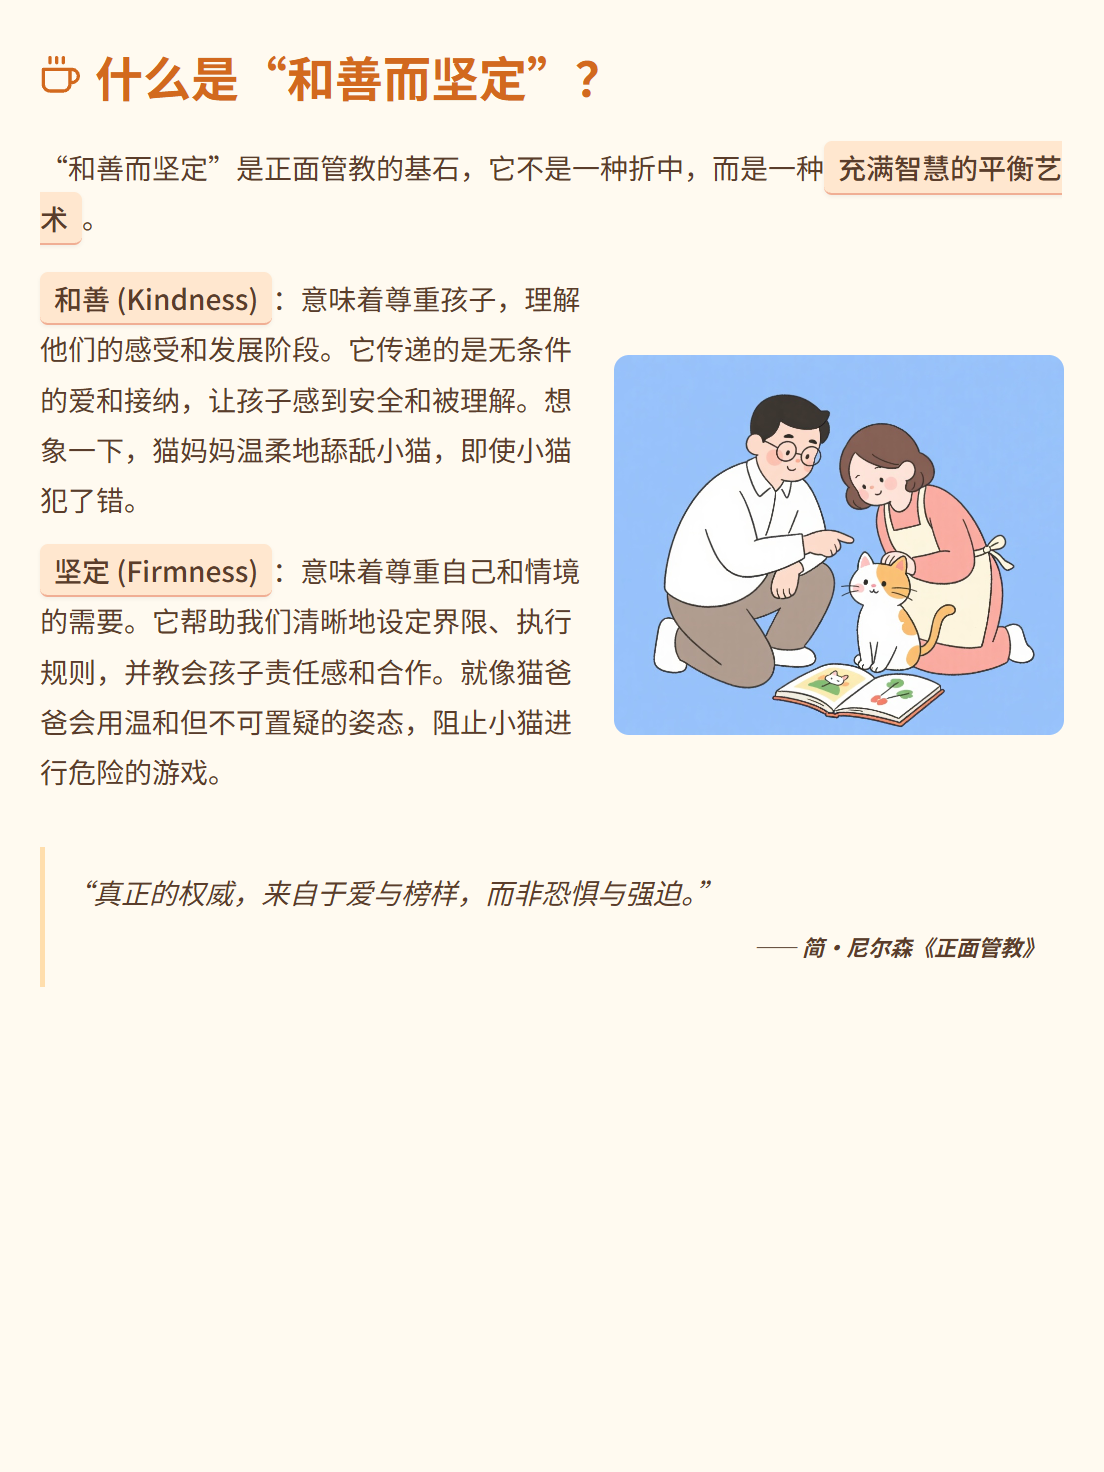 什么是“和善而坚定”？
“和善而坚定”是正面管教的基石，它不是一种折中，而是一种 充满智慧的平衡艺
术 。
和善 (Kindness) ：意味着尊重孩子，理解
他们的感受和发展阶段。它传递的是无条件
的爱和接纳，让孩子感到安全和被理解。想
象一下，猫妈妈温柔地舔舐小猫，即使小猫
犯了错。
坚定 (Firmness) ：意味着尊重自己和情境
的需要。它帮助我们清晰地设定界限、执行
规则，并教会孩子责任感和合作。就像猫爸
爸会用温和但不可置疑的姿态，阻止小猫进
行危险的游戏。
“真正的权威，来自于爱与榜样，而非恐惧与强迫。”
—— 简·尼尔森《正面管教》